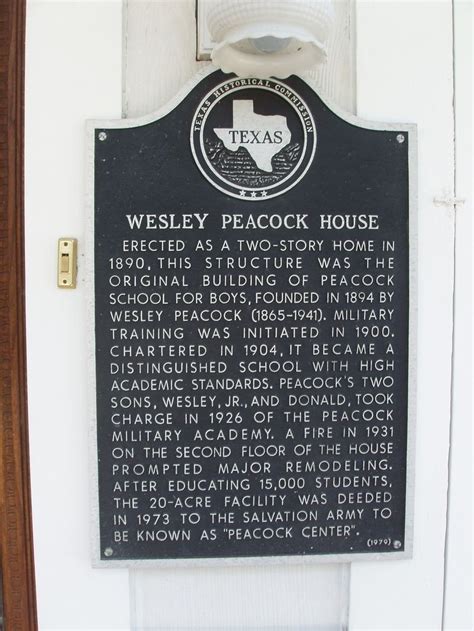 TEXAS HISTORICAL COMMISSION
TEXAS
WESLEY PEACOCK HOUSE
ERECTED AS A TWO-STORY HOME IN
1890, THIS STRUCTURE WAS THE
ORIGINAL BUILDING OF PEACOCK
SCHOOL FOR BOYS, FOUNDED IN 1894 BY
WESLEY PEACOCK (1865-1941). MILITARY
TRAINING WAS INITIATED IN 1900.
CHARTERED IN 1904, IT BECAME A
DISTINGUISHED SCHOOL WITH HIGH
ACADEMIC STANDARDS. PEACOCK'S TWO
SONS, WESLEY, JR., AND DONALD, TOOK
CHARGE IN 1926 OF THE PEACOCK
MILITARY ACADEMY. A FIRE IN 1931
ON THE SECOND FLOOR OF THE HOUSE
PROMPTED MAJOR REMODELING.
AFTER EDUCATING 15,000 STUDENTS,
THE 20-ACRE FACILITY WAS DEEDED
IN 1973 TO THE SALVATION ARMY TO
BE KNOWN AS "PEACOCK CENTER".
(1979)